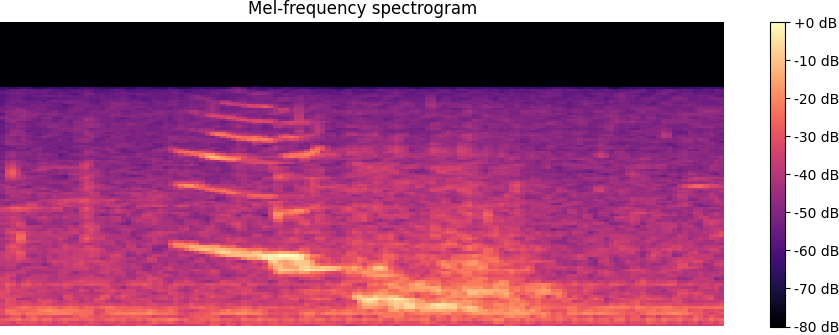 Mel-frequency spectrogram
+0 dB
-10 dB
-20 dB
-30 dB
-40 dB
-50 dB
-60 dB
-70 dB
-80 dB